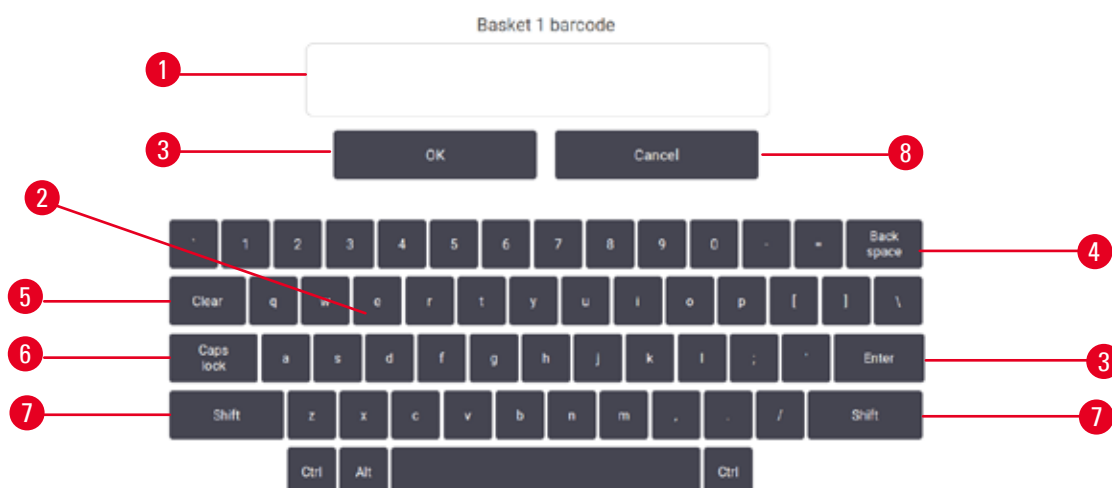 Basket 1 barcode
1
3 OK Cancel 8
2
` 1 2 3 4 5 6 7 8 9 0 - = Back space 4
5 Clear q w e r t y u i o p [ ] \
6 Caps lock a s d f g h j k l ; ' Enter 3
7 Shift z x c v b n m , . / Shift 7
Ctrl Alt Ctrl